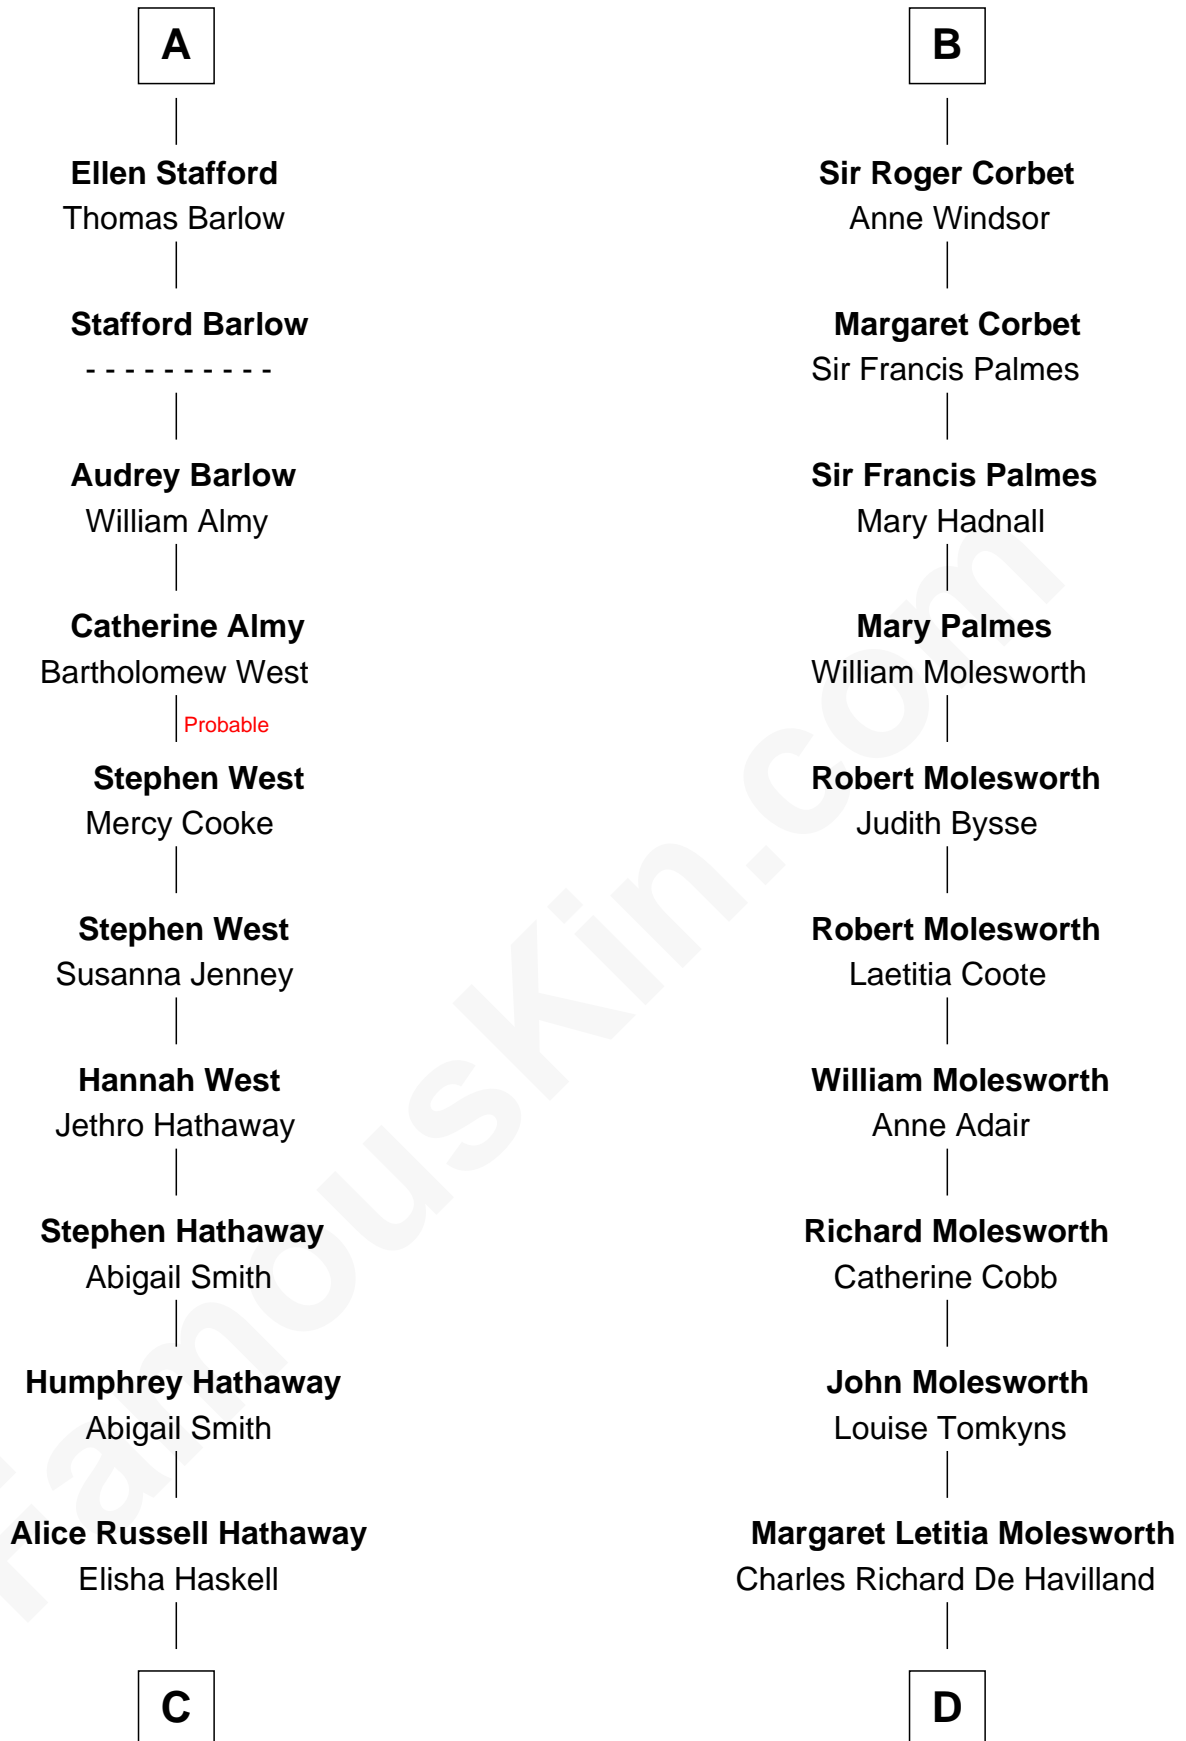 A
Ellen Stafford
Thomas Barlow
Stafford Barlow
- - - - - - - - - -
Audrey Barlow
William Almy
Catherine Almy
Bartholomew West
Probable
Stephen West
Mercy Cooke
Stephen West
Susanna Jenney
Hannah West
Jethro Hathaway
Stephen Hathaway
Abigail Smith
Humphrey Hathaway
Abigail Smith
Alice Russell Hathaway
Elisha Haskell
C
B
Sir Roger Corbet
Anne Windsor
Margaret Corbet
Sir Francis Palmes
Sir Francis Palmes
Mary Hadnall
Mary Palmes
William Molesworth
Robert Molesworth
Judith Bysse
Robert Molesworth
Laetitia Coote
William Molesworth
Anne Adair
Richard Molesworth
Catherine Cobb
John Molesworth
Louise Tomkyns
Margaret Letitia Molesworth
Charles Richard De Havilland
D
FamousKin.com